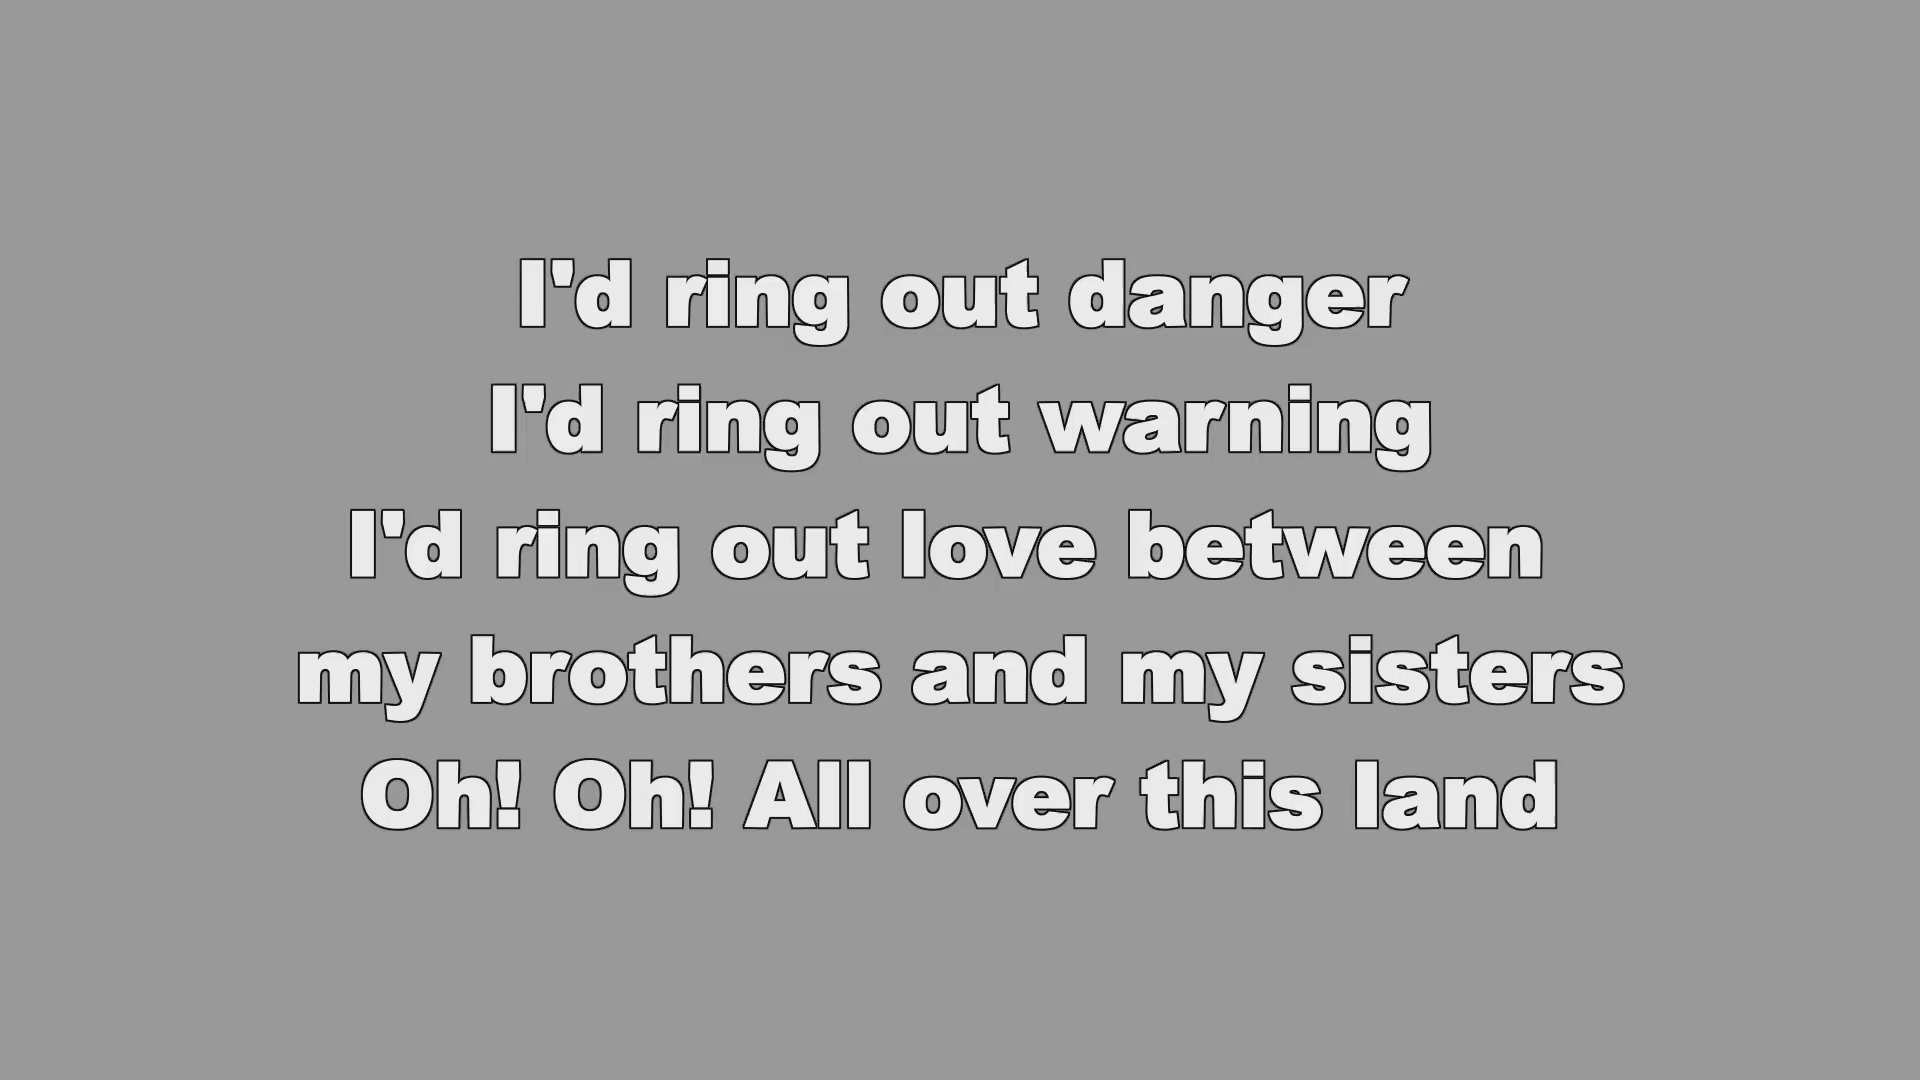 I'd ring out danger
I'd ring out warning
I'd ring out love between
my brothers and my sisters
Oh! Oh! All over this land